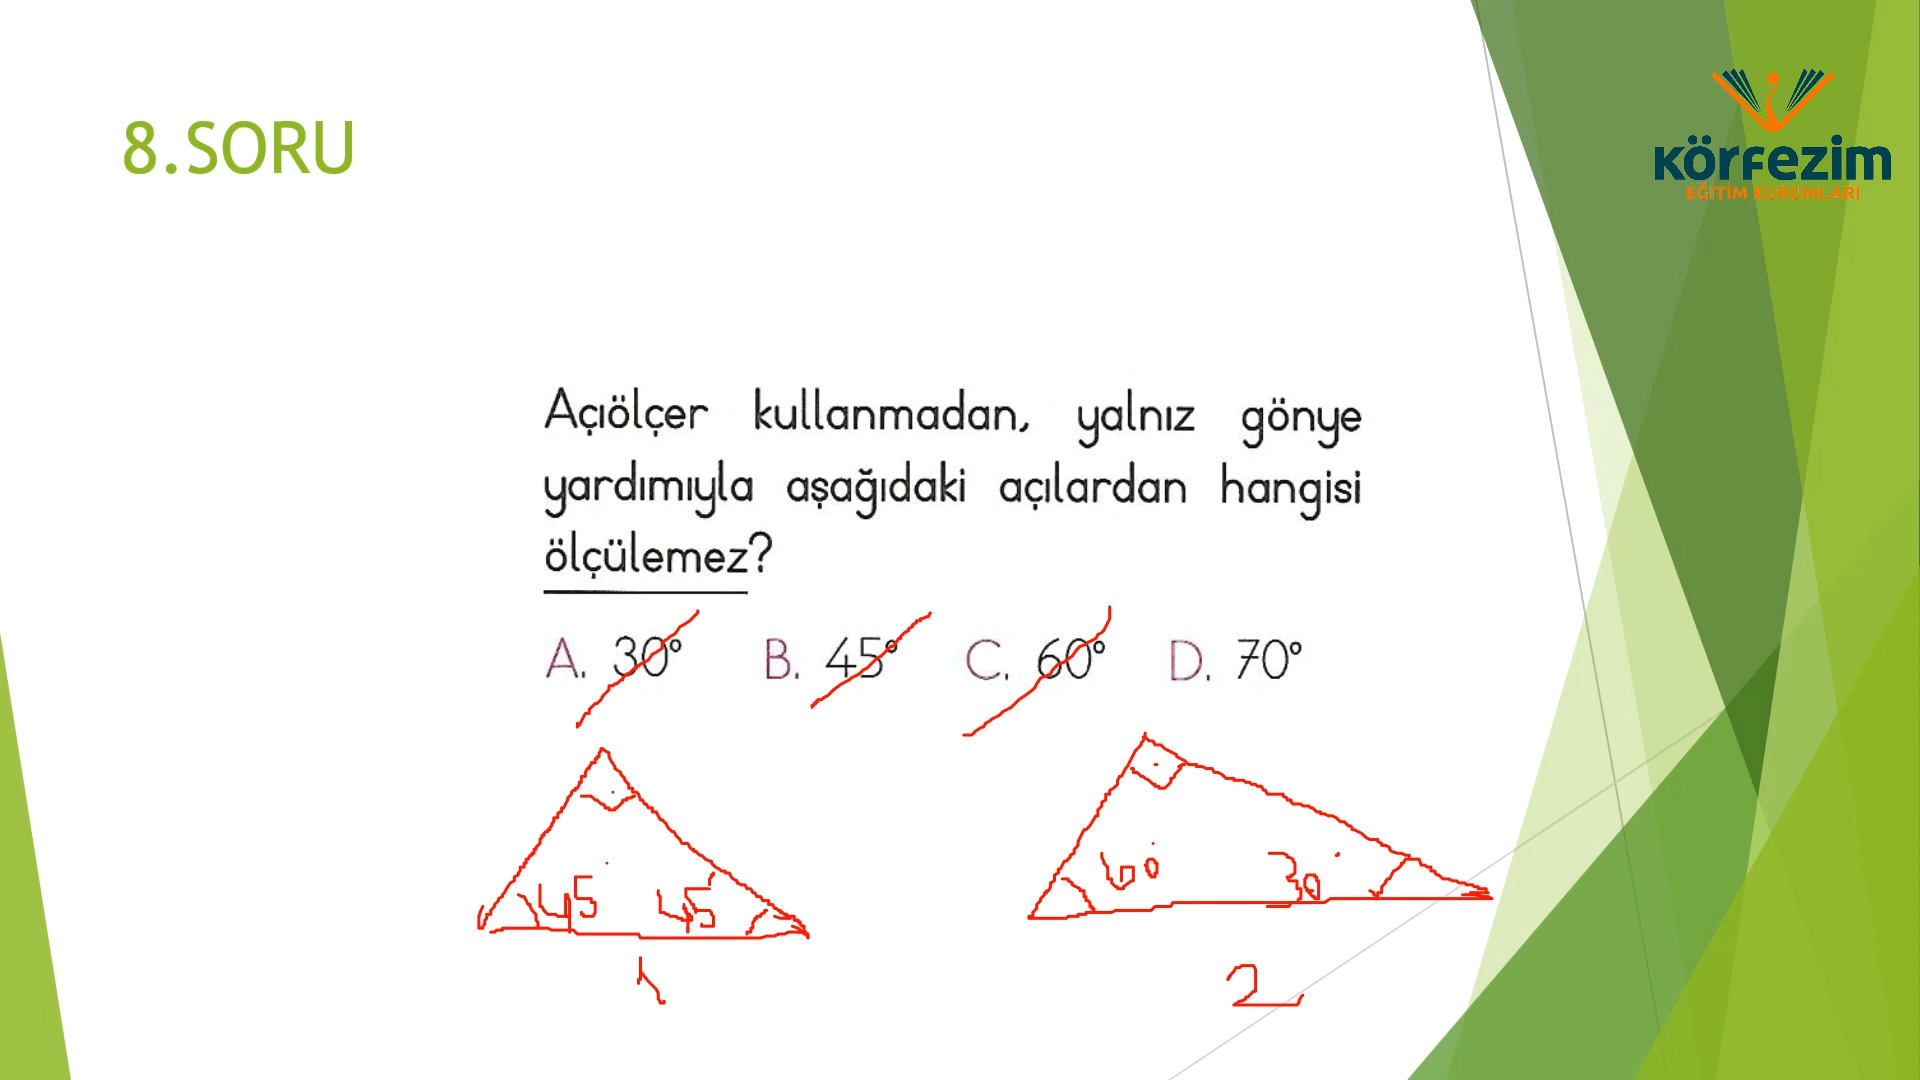 8.SORU
körfezim
EĞİTİM KURUMLARI
Açıölçer kullanmadan, yalnız gönye
yardımıyla aşağıdaki açılardan hangisi
ölçülemez?
A. 30° B. 45° C. 60° D. 70°
45 45
60 30
1
2